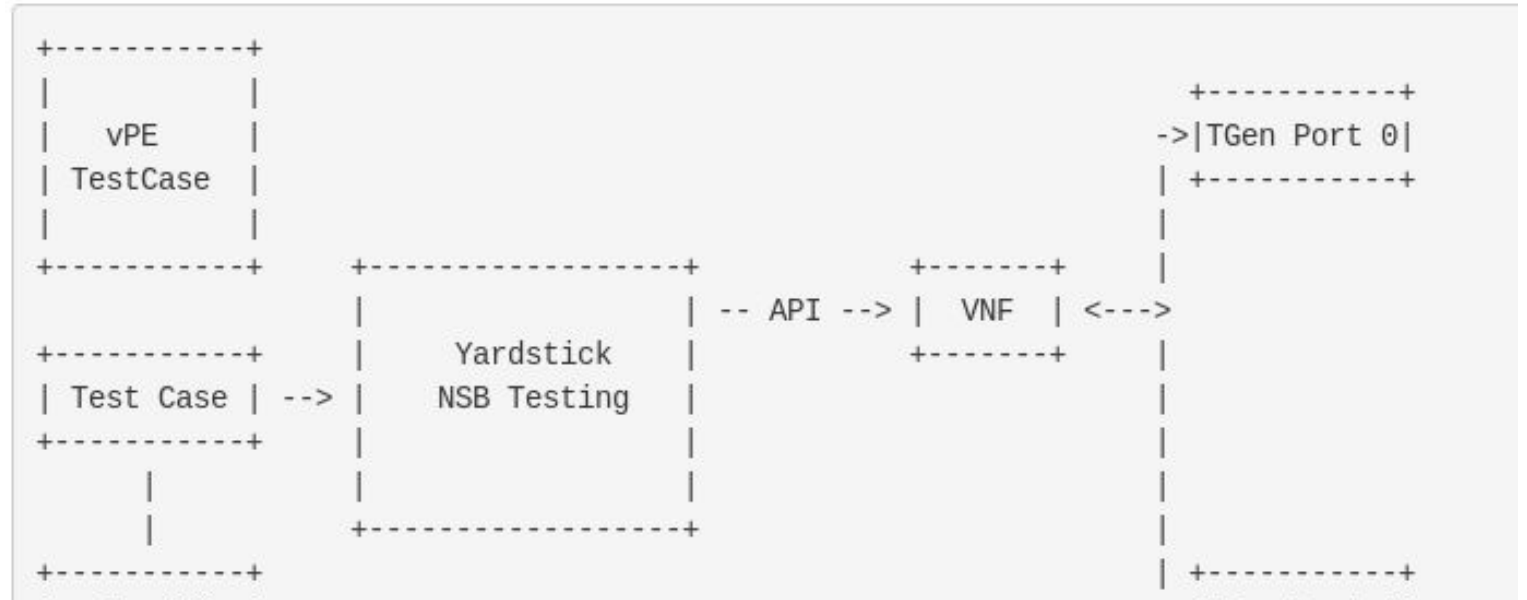 +-----------+
|           |                                                     +-----------+
|   vPE     |                                                   ->|TGen Port 0|
| TestCase  |                                                   | +-----------+
|           |                                                   |
+-----------+     +------------------+            +-------+     |
                  |                  | -- API --> |  VNF  | <--->
+-----------+     |     Yardstick    |            +-------+     |
| Test Case | --> |    NSB Testing   |                          |
+-----------+     |                  |                          |
      |           |                  |                          |
      |           +------------------+                          |
+-----------+                                                   | +-----------+